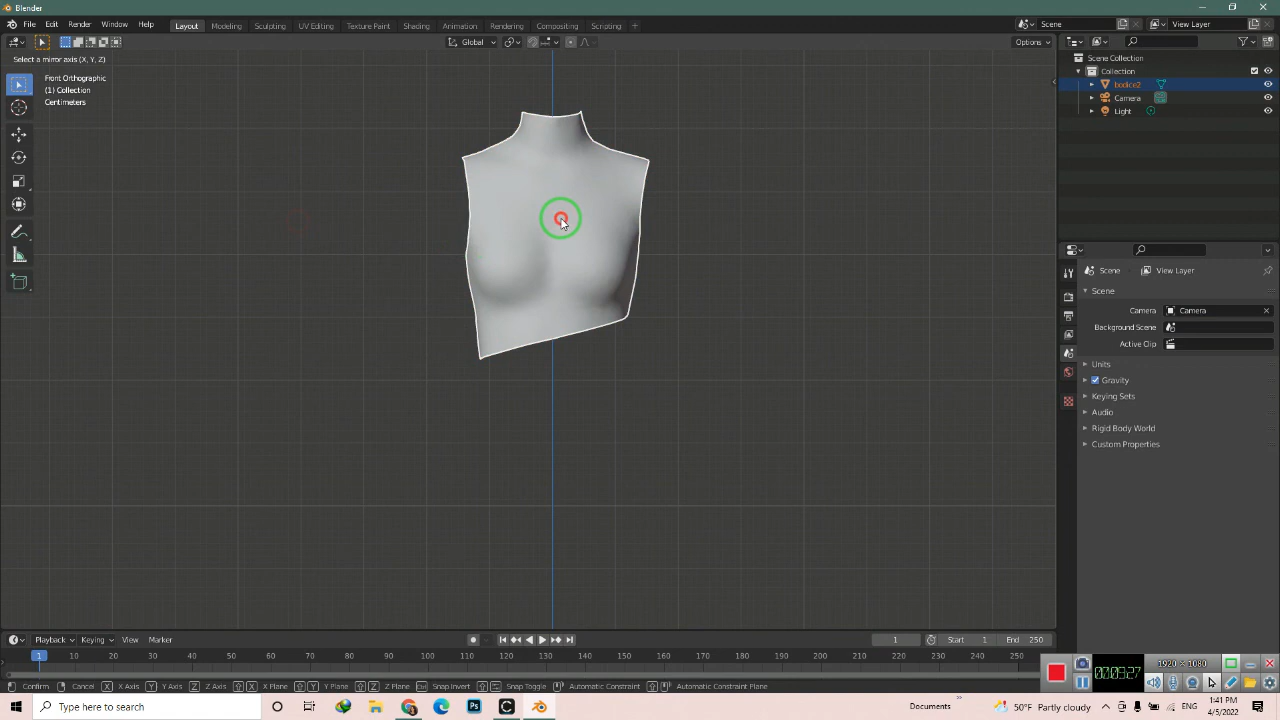 Blender
File Edit Render Window Help Layout Modeling Sculpting UV Editing Texture Paint Shading Animation Rendering Compositing Scripting + Scene View Layer
Global Options
Select a mirror axis (X, Y, Z)
Front Orthographic
(1) Collection
Centimeters
Scene Collection
Collection
bodice2
Camera
Light
Scene View Layer
Scene
Camera Camera
Background Scene
Active Clip
Units
Gravity
Keying Sets
Audio
Rigid Body World
Custom Properties
Playback Keying View Marker 1 Start 1 End 250
1 10 20 30 40 50 60 70 80 90 100 110 120 130 140 150 160 170 180 190 200 210 220 230 240 250
1920 × 1080
Confirm Cancel X X Axis Y Y Axis Z Z Axis X X Plane Y Y Plane Z Z Plane Ctrl Snap Invert Snap Toggle Automatic Constraint Automatic Constraint Plane
Type here to search Ps C Documents 50°F Partly cloudy 1:41 PM
4/5/2022